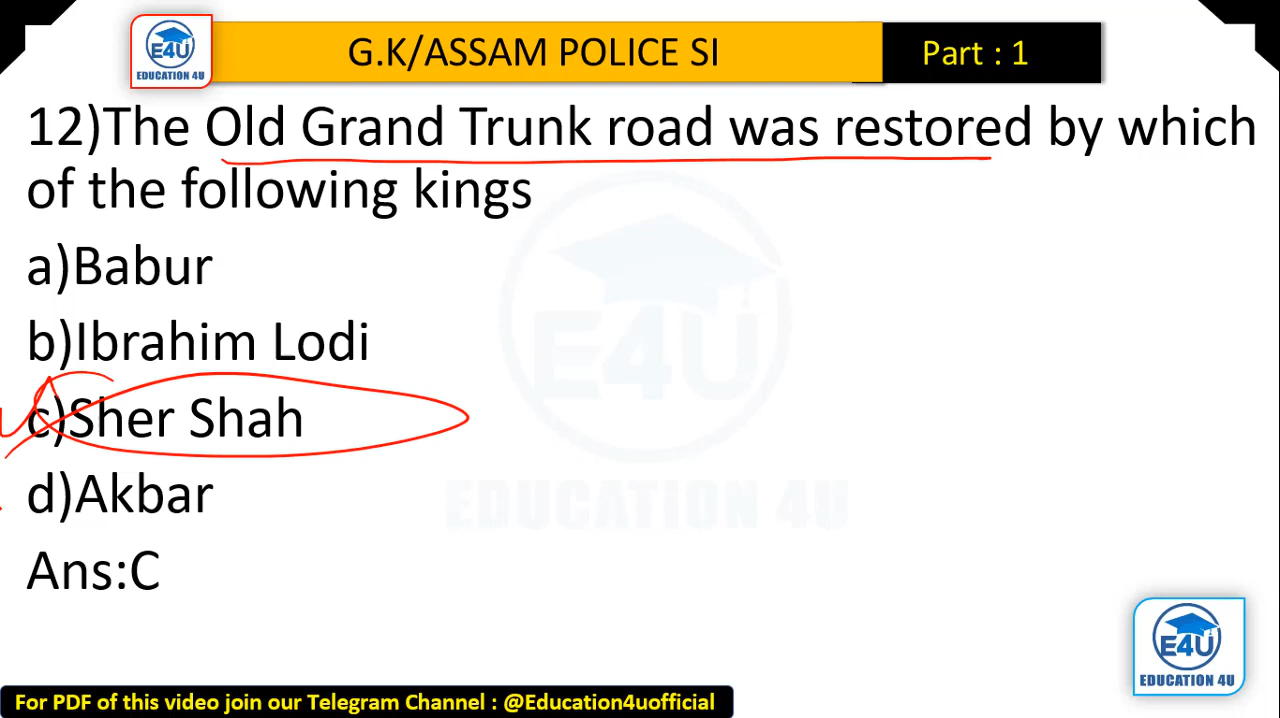 E4U
EDUCATION 4U
G.K/ASSAM POLICE SI
Part : 1
12)The Old Grand Trunk road was restored by which
of the following kings
a)Babur
b)Ibrahim Lodi
c)Sher Shah
d)Akbar
Ans:C
E4U
EDUCATION 4U
E4U
EDUCATION 4U
For PDF of this video join our Telegram Channel : @Education4uofficial